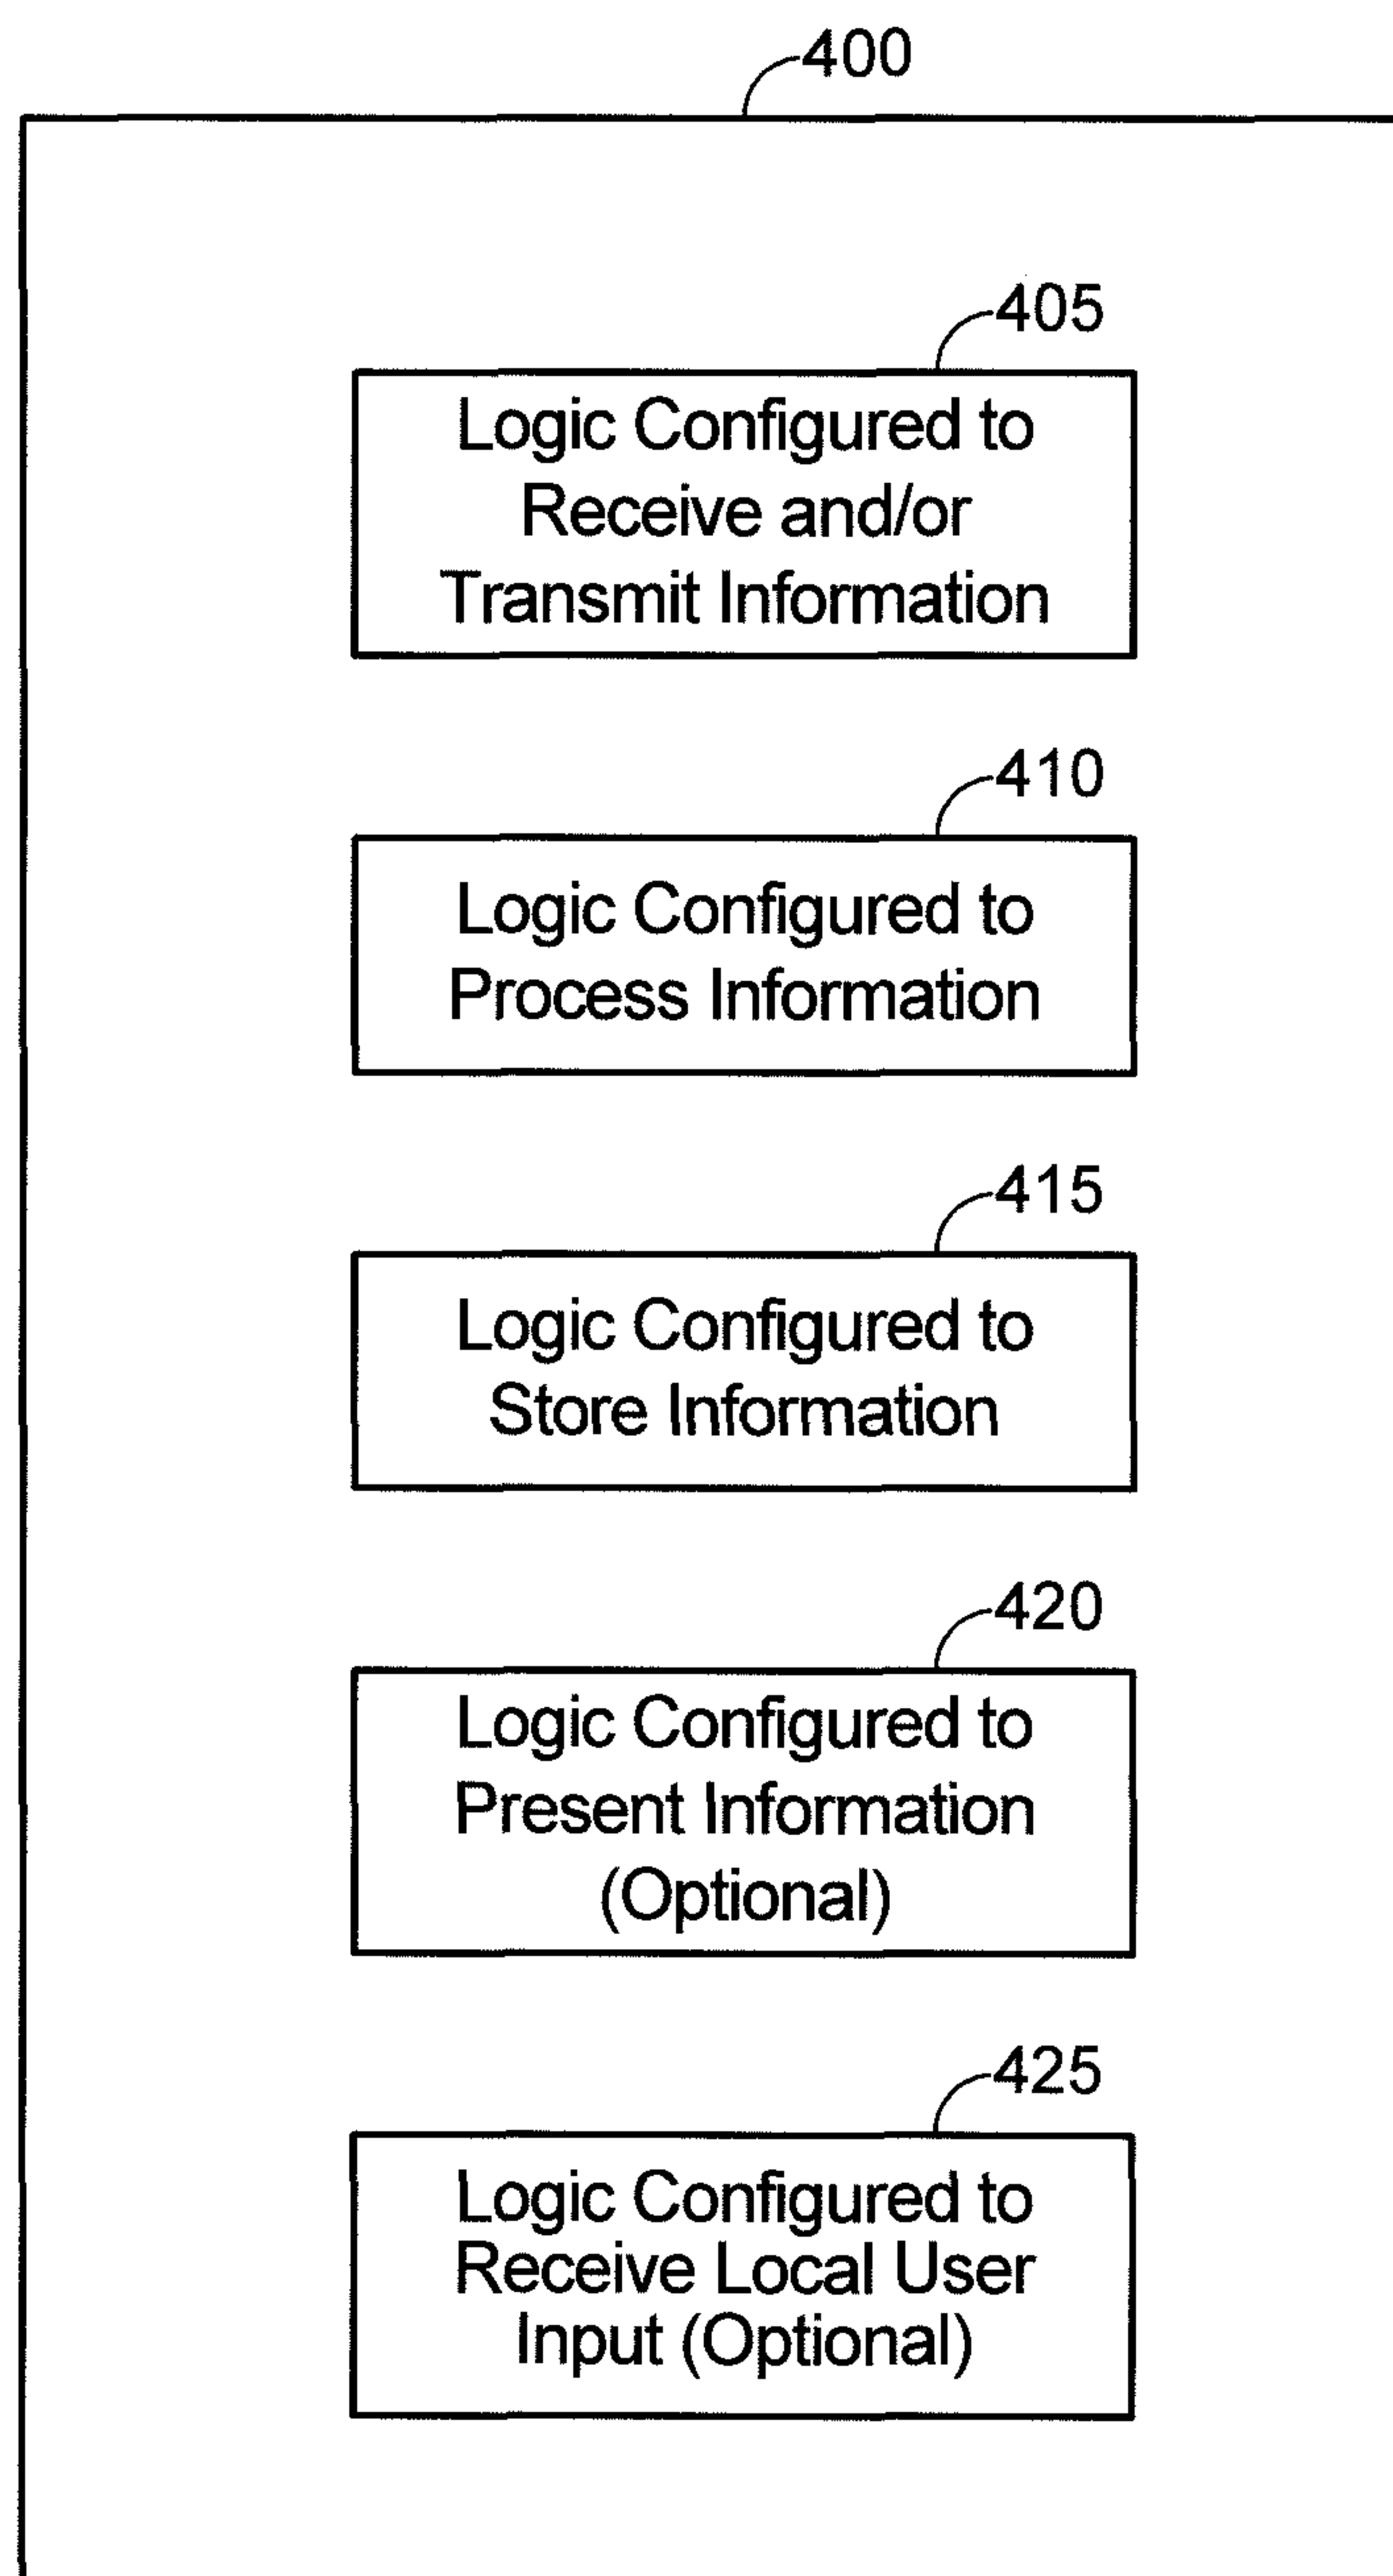 400
405
Logic Configured to
Receive and/or
Transmit Information
410
Logic Configured to
Process Information
415
Logic Configured to
Store Information
420
Logic Configured to
Present Information
(Optional)
425
Logic Configured to
Receive Local User
Input (Optional)